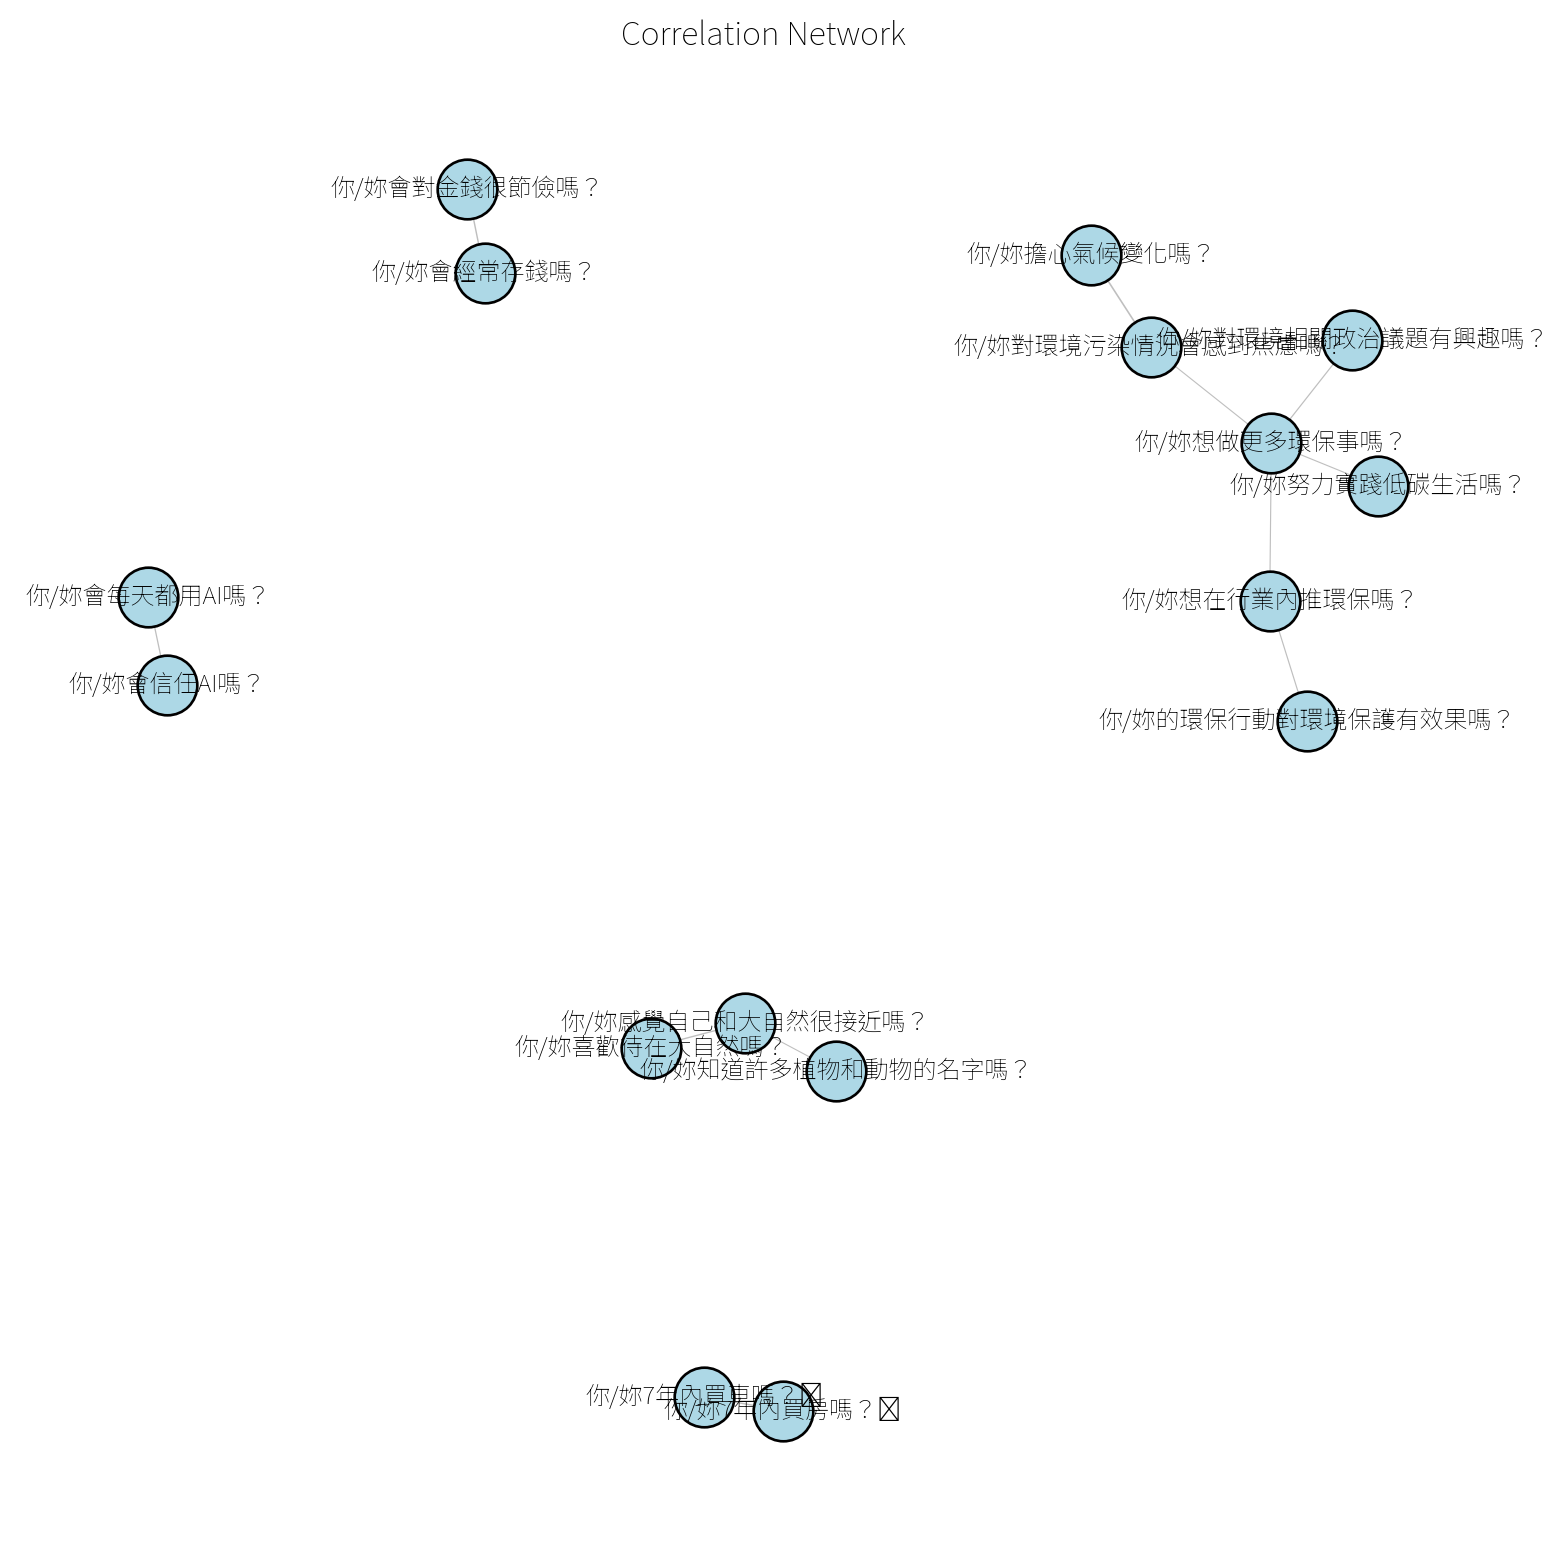 Correlation Network
你/妳會對金錢很節儉嗎？
你/妳會經常存錢嗎？
你/妳擔心氣候變化嗎？
你/妳對環境相關政治議題有興趣嗎？
你/妳對環境污染情況會感到焦慮嗎？
你/妳想做更多環保事嗎？
你/妳努力實踐低碳生活嗎？
你/妳會每天都用AI嗎？
你/妳想在行業內推環保嗎？
你/妳會信任AI嗎？
你/妳的環保行動對環境保護有效果嗎？
你/妳感覺自己和大自然很接近嗎？
你/妳喜歡待在大自然嗎？
你/妳知道許多植物和動物的名字嗎？
你/妳7年內買車嗎？
你/妳7年內買房嗎？